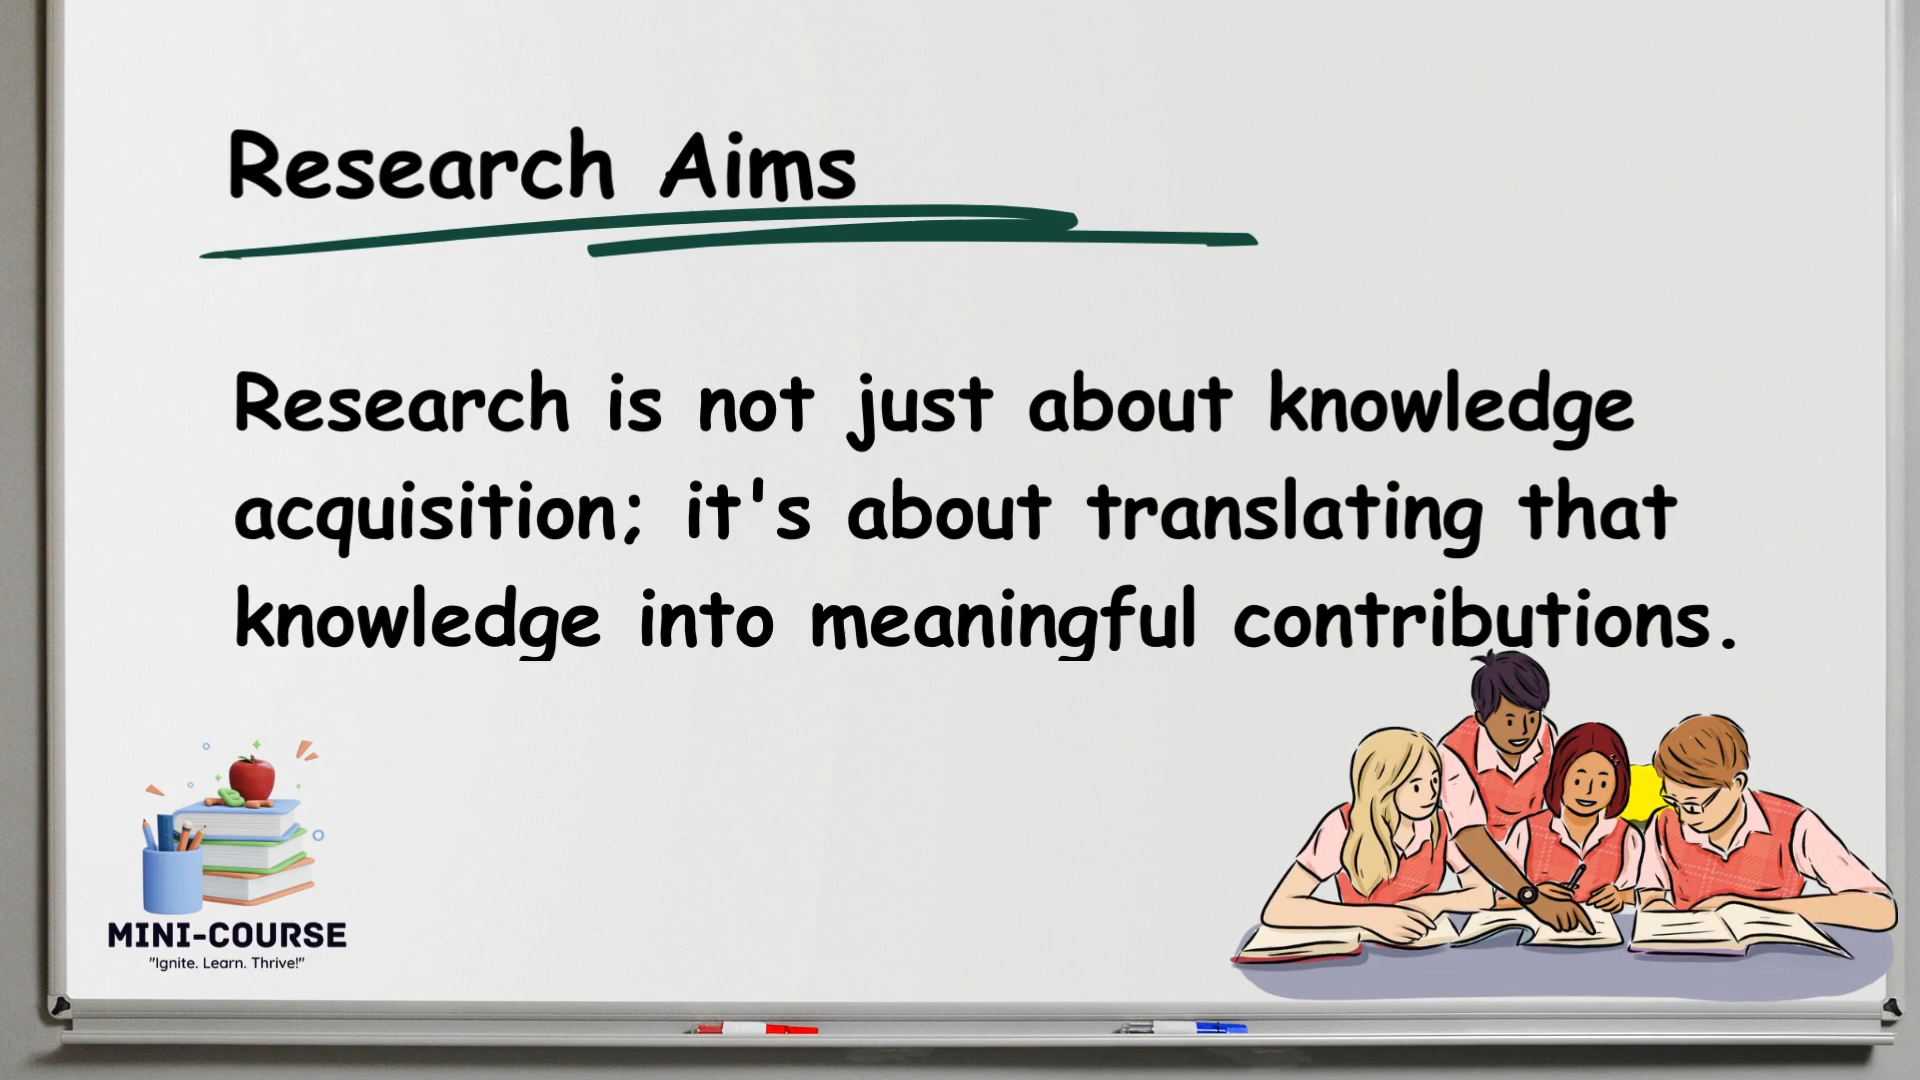 Research Aims
Research is not just about knowledge
acquisition; it's about translating that
knowledge into meaningful contributions.
MINI-COURSE
"Ignite. Learn. Thrive!"